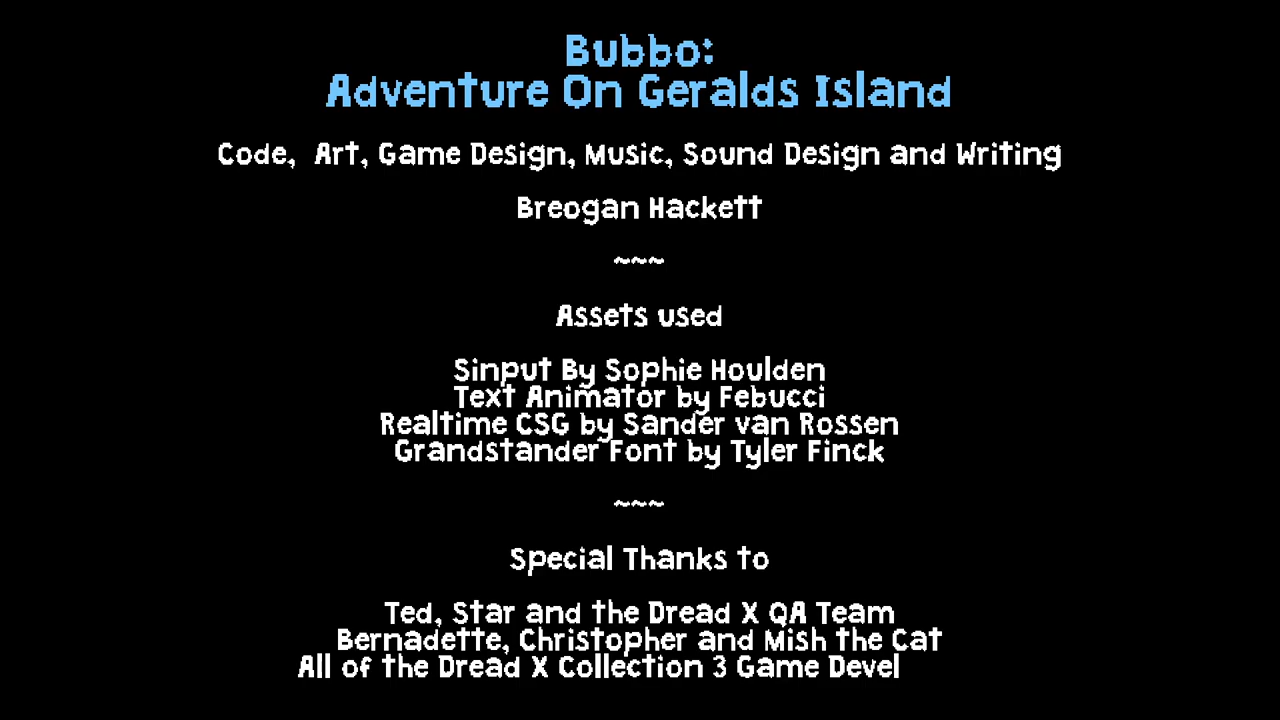 Bubbo:
Adventure On Geralds Island
Code,  Art, Game Design, Music, Sound Design and Writing
Breogan Hackett
~~~
Assets used
Sinput By Sophie Houlden
Text Animator by Febucci
Realtime CSG by Sander van Rossen
Grandstander Font by Tyler Finck
~~~
Special Thanks to
Ted, Star and the Dread X QA Team
Bernadette, Christopher and Mish the Cat
All of the Dread X Collection 3 Game Devel